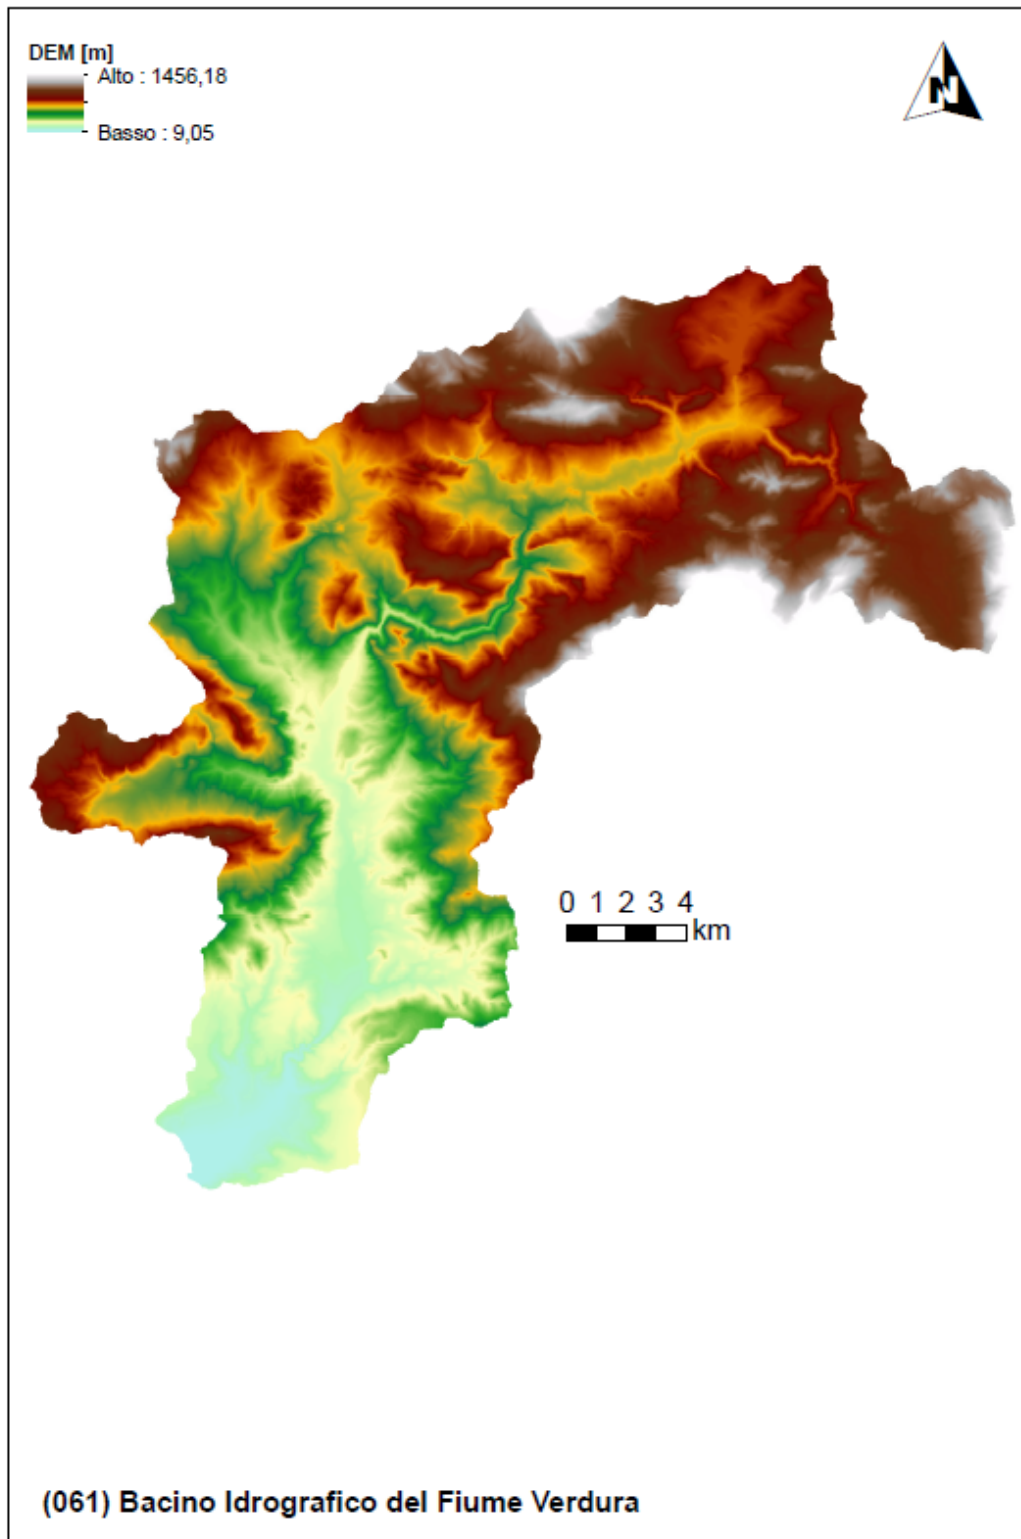 DEM [m]
Alto : 1456,18
Basso : 9,05
N
0 1 2 3 4
km
(061) Bacino Idrografico del Fiume Verdura